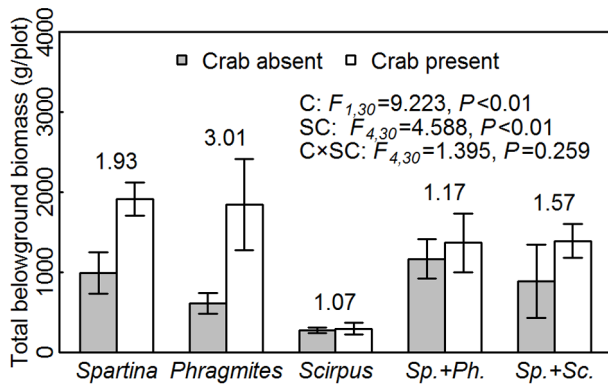 Total belowground biomass (g/plot)
4000
3000
2000
1000
0
Crab absent
Crab present
C: F1,30=9.223, P<0.01
SC: F4,30=4.588, P<0.01
C×SC: F4,30=1.395, P=0.259
1.93
3.01
1.07
1.17
1.57
Spartina
Phragmites
Scirpus
Sp.+Ph.
Sp.+Sc.